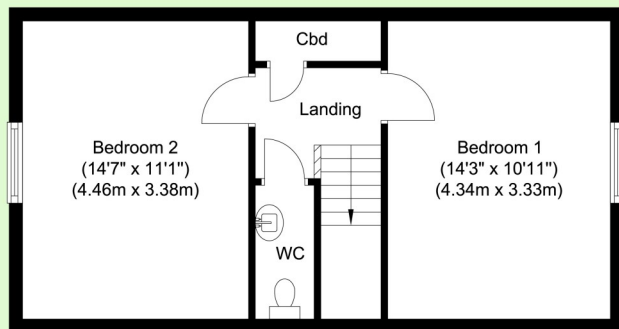 Cbd
Landing
Bedroom 2
(14'7" x 11'1")
(4.46m x 3.38m)
Bedroom 1
(14'3" x 10'11")
(4.34m x 3.33m)
WC